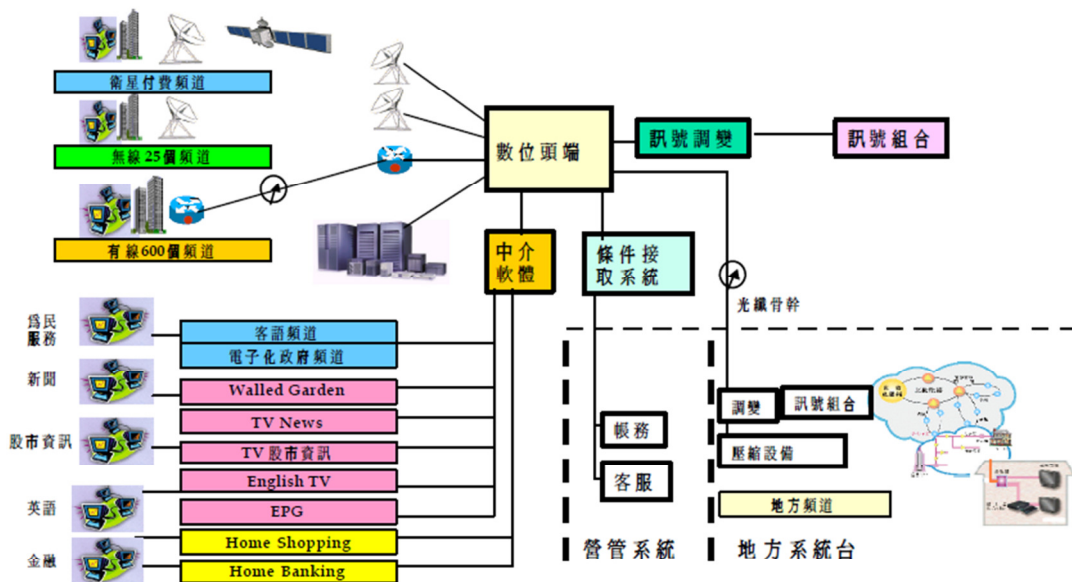 衛星付費頻道
無線25個頻道
有線600個頻道
數位頭端
訊號調變
訊號組合
中介
軟體
條件接
取系統
光纖骨幹
爲民
服務
客語頻道
電子化政府頻道
新聞
Walled Garden
TV News
股市資訊
TV 股市資訊
English TV
英語
EPG
Home Shopping
金融
Home Banking
帳務
客服
營管系統
調變
訊號組合
壓縮設備
地方頻道
地方系統台